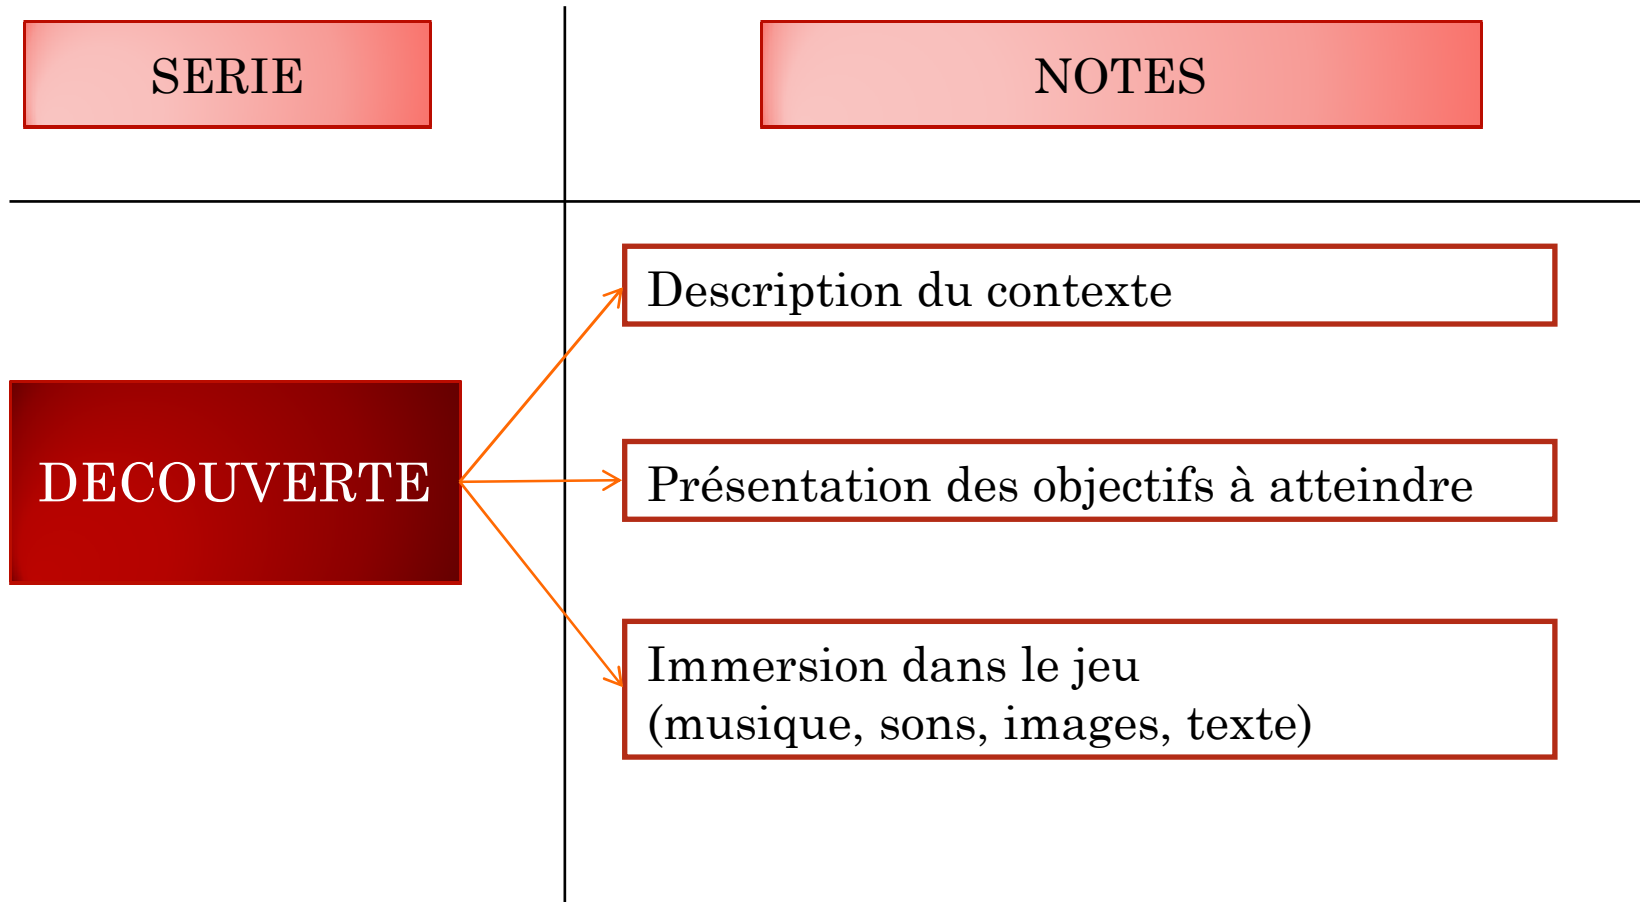 SERIE
NOTES
Description du contexte
DECOUVERTE
Présentation des objectifs à atteindre
Immersion dans le jeu
(musique, sons, images, texte)